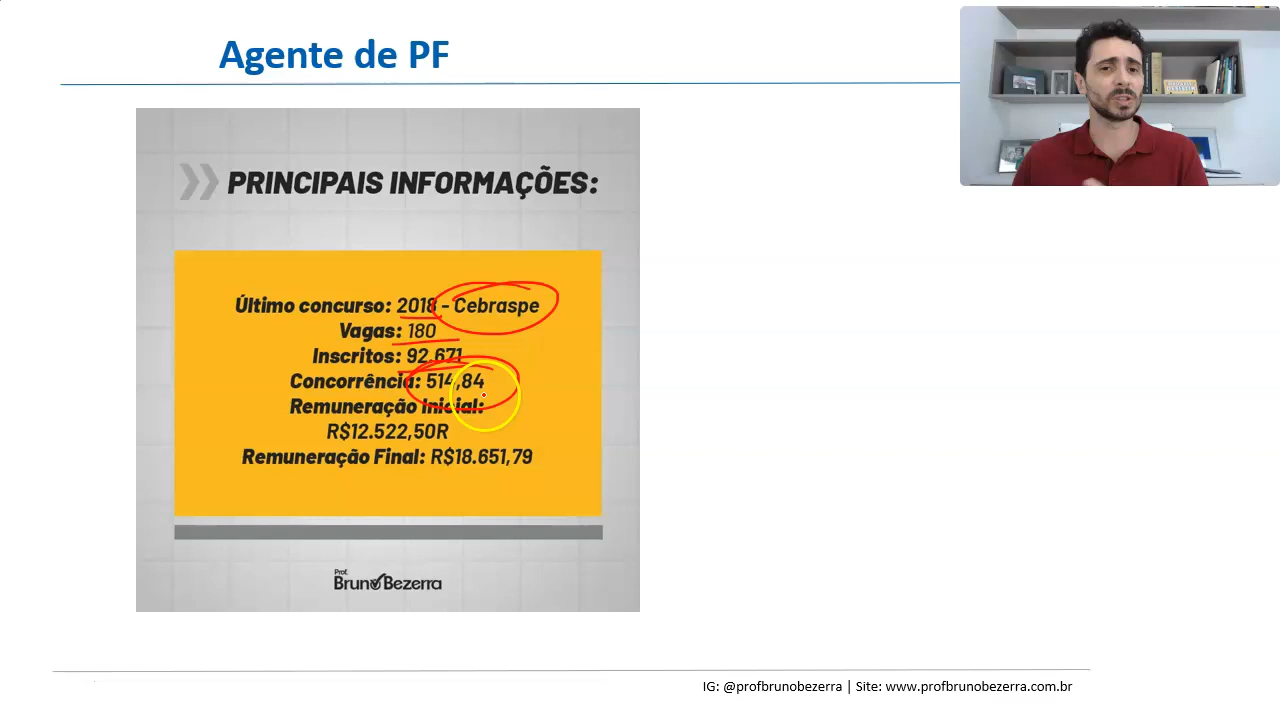 Agente de PF
PRINCIPAIS INFORMAÇÕES:
Último concurso: 2018 - Cebraspe
Vagas: 180
Inscritos: 92.671
Concorrência: 514,84
Remuneração Inicial:
R$12.522,50R
Remuneração Final: R$18.651,79
Prof.
Bruno Bezerra
IG: @profbrunobezerra | Site: www.profbrunobezerra.com.br